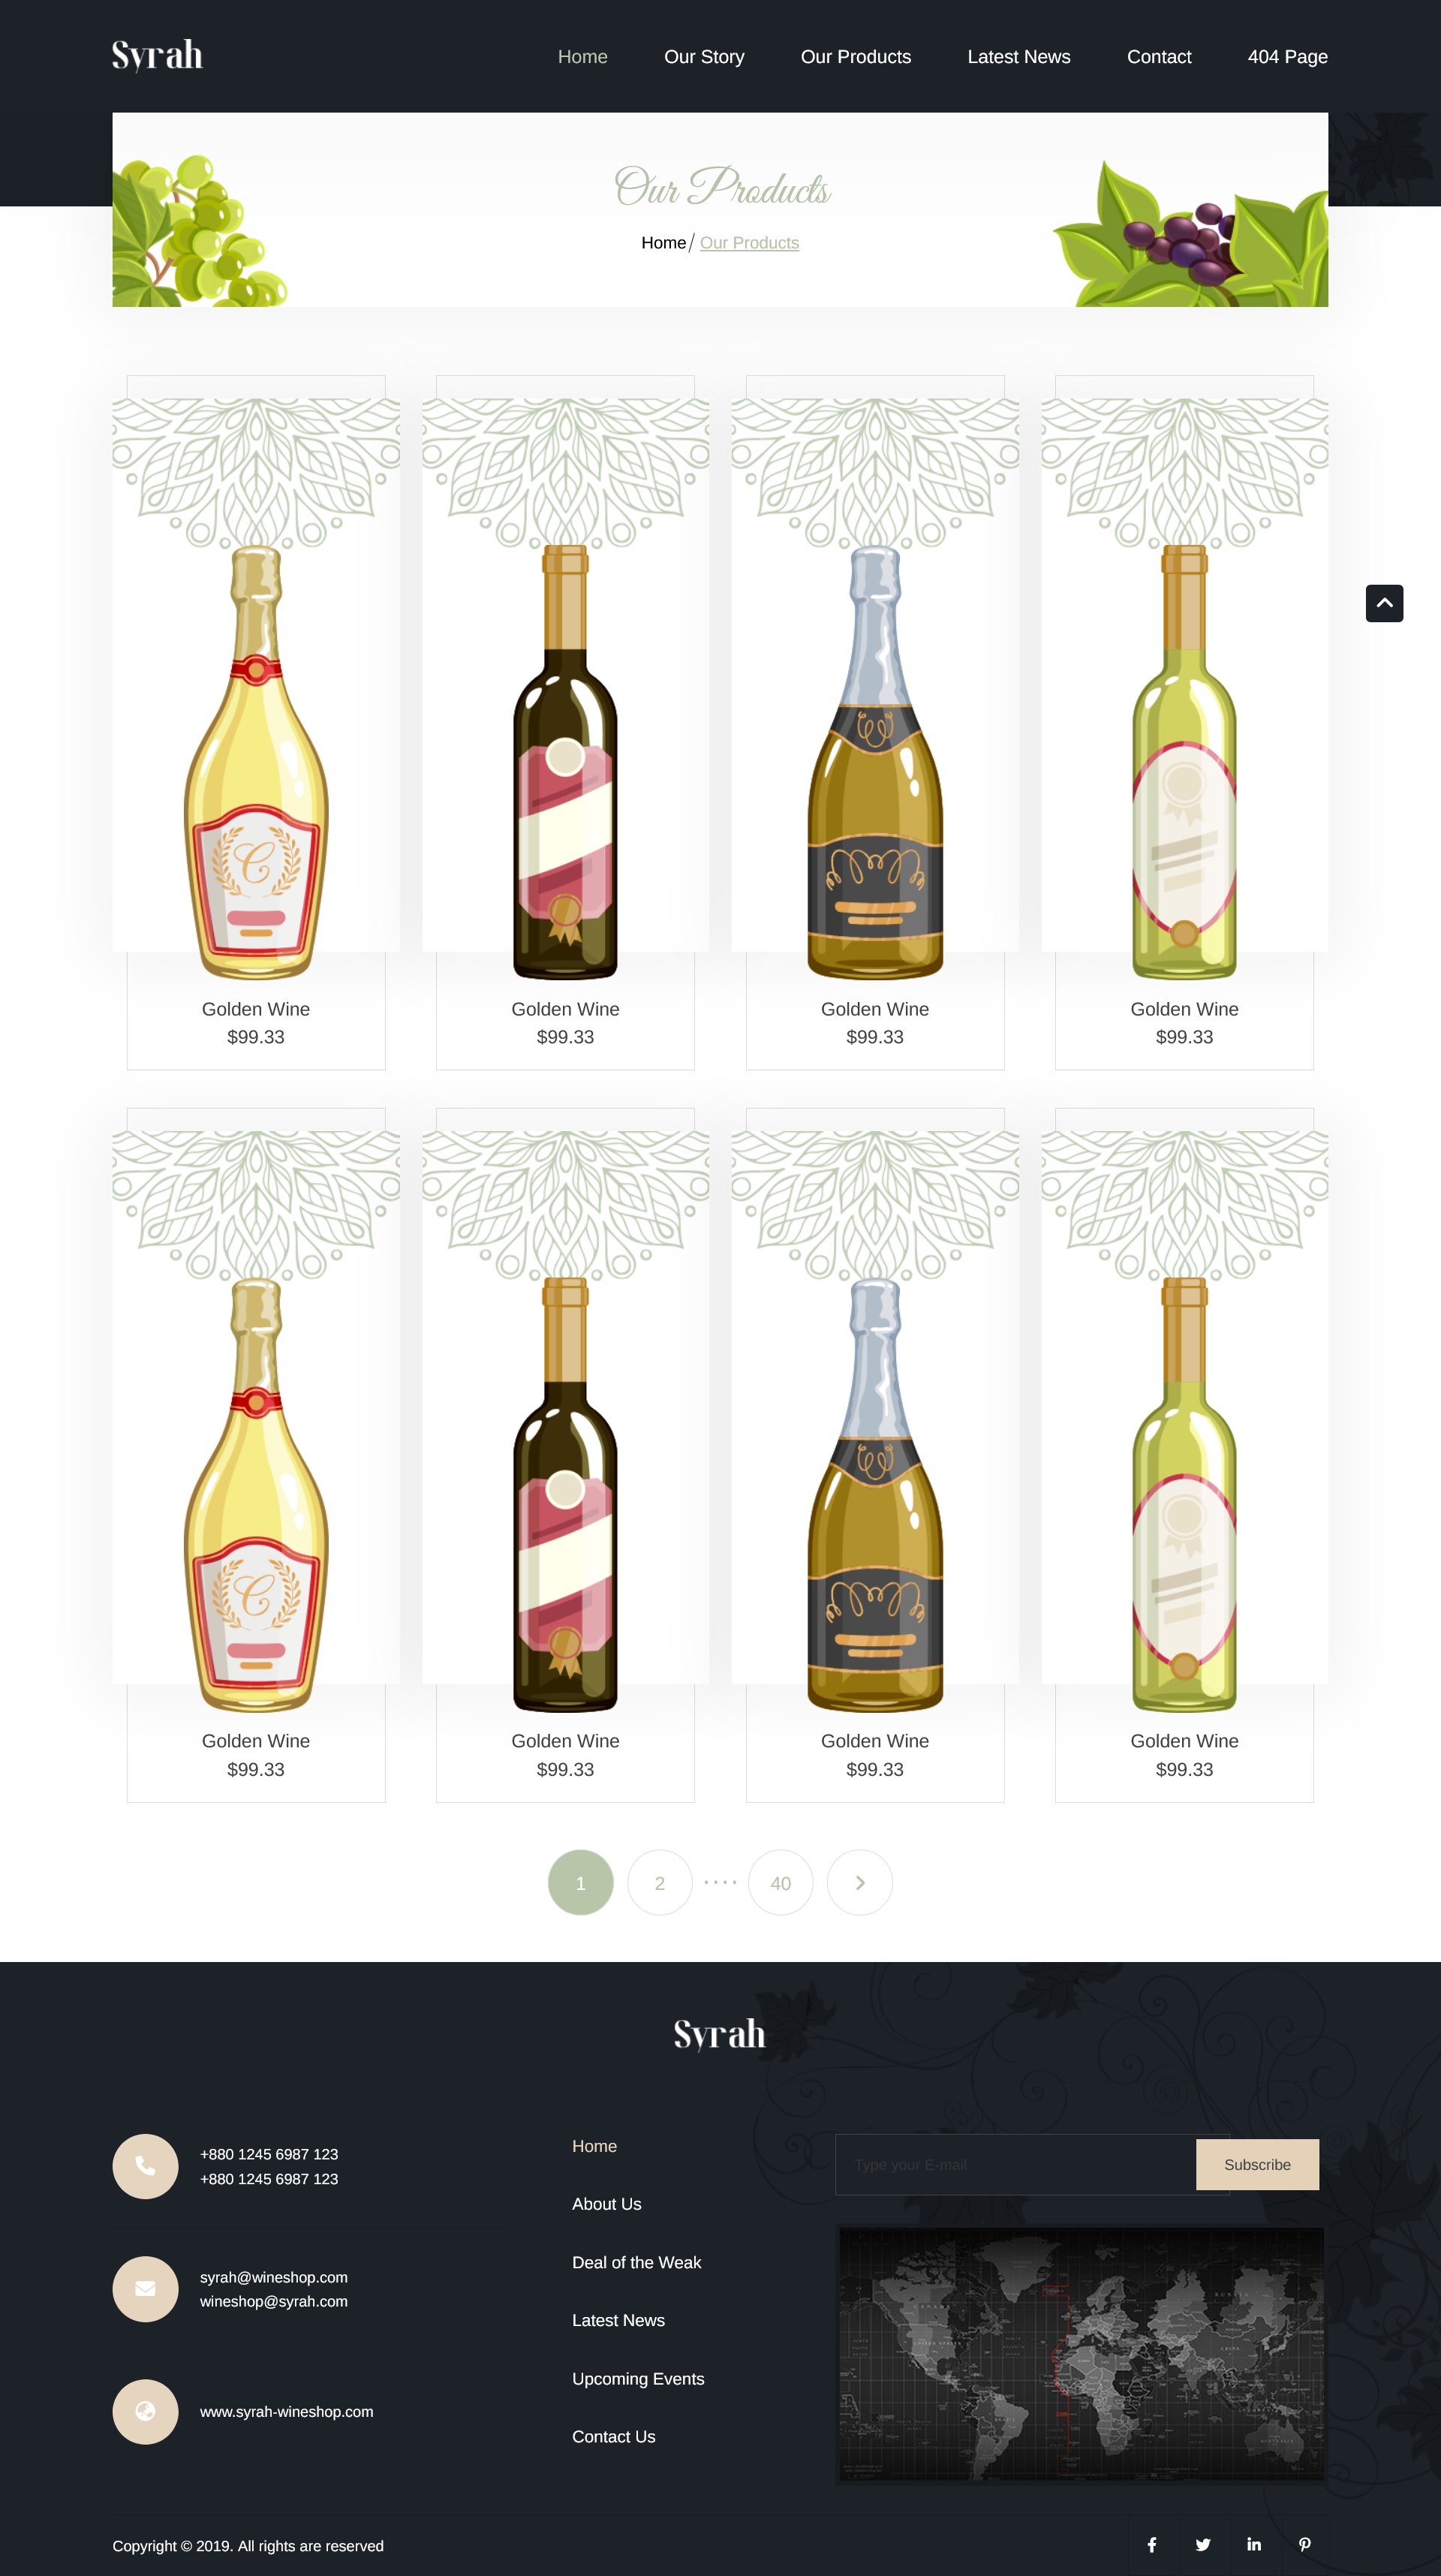 Syrah
Home
Our Story
Our Products
Latest News
Contact
404 Page
Our Products
Home/ Our Products
C
Golden Wine
$99.33
Golden Wine
$99.33
Golden Wine
$99.33
Golden Wine
$99.33
C
Golden Wine
$99.33
Golden Wine
$99.33
Golden Wine
$99.33
Golden Wine
$99.33
1
2
....
40
Syrah
+880 1245 6987 123
+880 1245 6987 123
syrah@wineshop.com
wineshop@syrah.com
www.syrah-wineshop.com
Home
About Us
Deal of the Weak
Latest News
Upcoming Events
Contact Us
Type your E-mail
Subscribe
Copyright © 2019. All rights are reserved